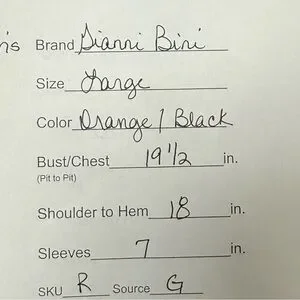 Brand Gianni Bini
Size Large
Color Orange / Black
Bust/Chest 19 1/2 in.
(Pit to Pit)
Shoulder to Hem 18 in.
Sleeves 7 in.
SKU R Source G